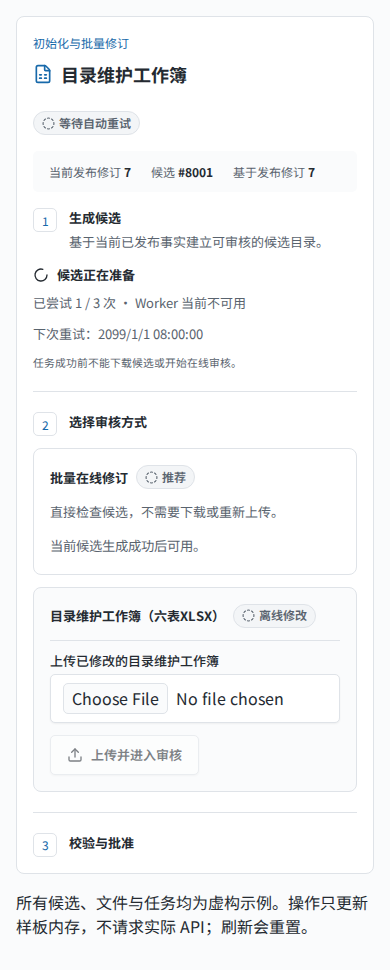 初始化与批量修订
目录维护工作簿
等待自动重试
当前发布修订 7 候选 #8001 基于发布修订 7
1 生成候选
基于当前已发布事实建立可审核的候选目录。
候选正在准备
已尝试 1 / 3 次 · Worker 当前不可用
下次重试：2099/1/1 08:00:00
任务成功前不能下载候选或开始在线审核。
2 选择审核方式
批量在线修订 推荐
直接检查候选，不需要下载或重新上传。
当前候选生成成功后可用。
目录维护工作簿（六表XLSX） 离线修改
上传已修改的目录维护工作簿
Choose File No file chosen
上传并进入审核
3 校验与批准
所有候选、文件与任务均为虚构示例。操作只更新
样板内存，不请求实际 API；刷新会重置。